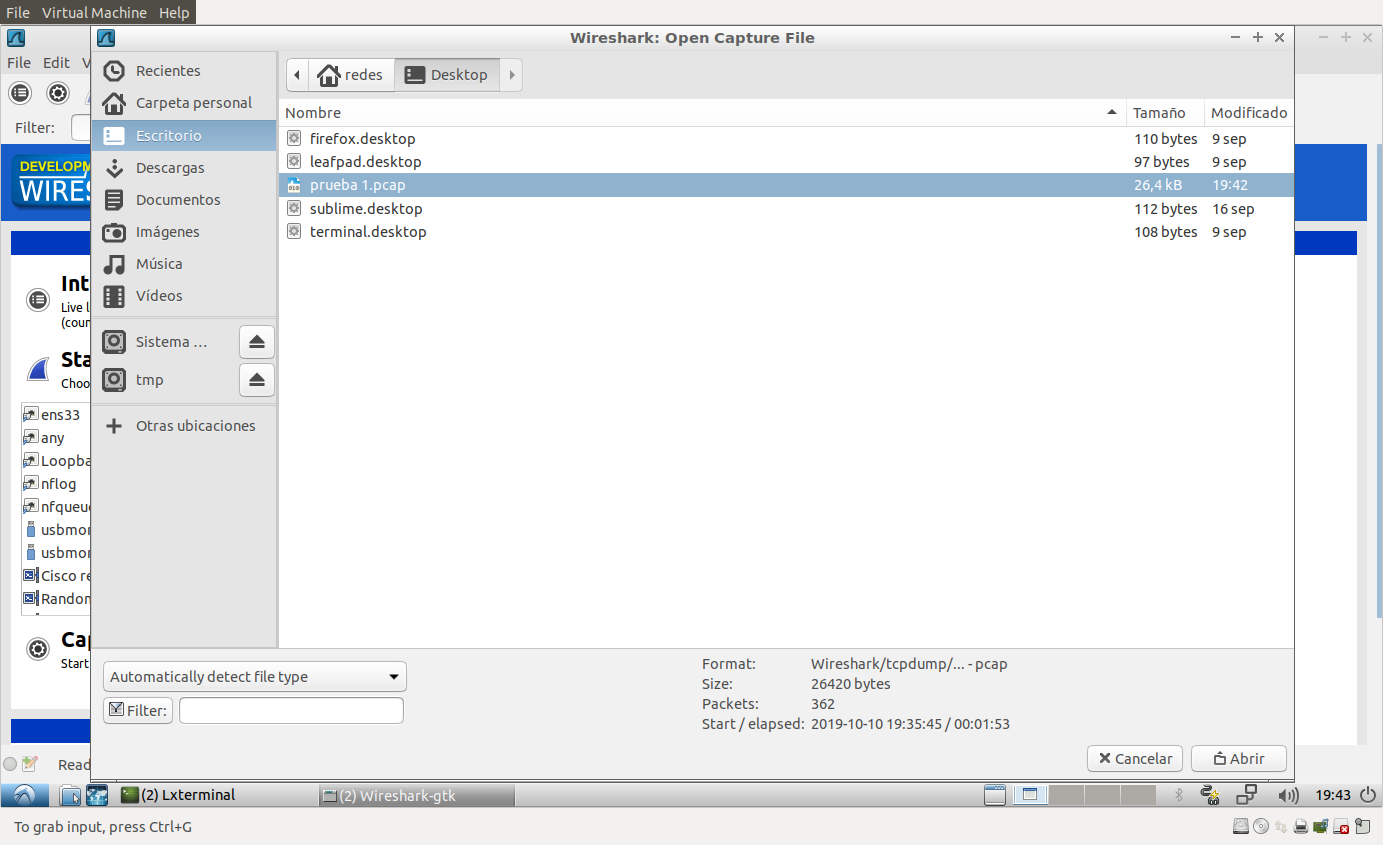 File Virtual Machine Help
Wireshark: Open Capture File
File Edit V
Filter:
DEVELOPM
WIRES
Int
Live l
(coun
Sta
Choo
ens33
any
Loopba
nflog
nfqueu
usbmor
usbmor
Cisco re
Randon
Cap
Start
Read
Recientes
Carpeta personal
Escritorio
Descargas
Documentos
Imágenes
Música
Vídeos
Sistema ...
tmp
Otras ubicaciones
redes Desktop
Nombre Tamaño Modificado
firefox.desktop 110 bytes 9 sep
leafpad.desktop 97 bytes 9 sep
prueba 1.pcap 26,4 kB 19:42
sublime.desktop 112 bytes 16 sep
terminal.desktop 108 bytes 9 sep
Automatically detect file type
Filter:
Format: Wireshark/tcpdump/... - pcap
Size: 26420 bytes
Packets: 362
Start / elapsed: 2019-10-10 19:35:45 / 00:01:53
Cancelar Abrir
(2) Lxterminal (2) Wireshark-gtk 19:43
To grab input, press Ctrl+G